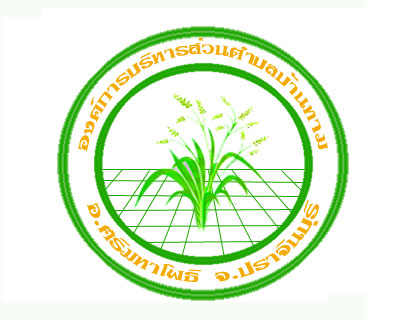 องค์การบริหารส่วนตำบลบ้านทาม
อ.ศรีมหาโพธิ จ.ปราจีนบุรี